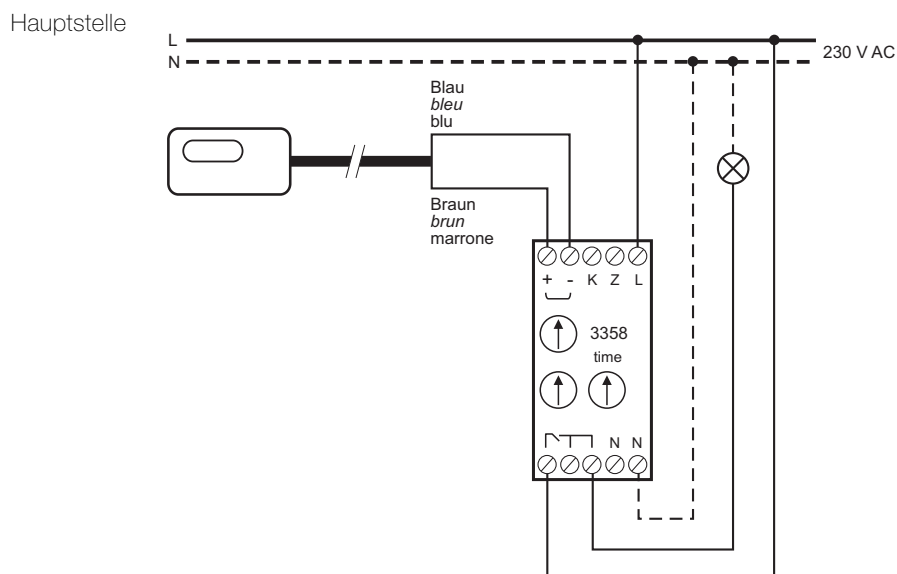 Hauptstelle
L
230 V AC
N
Blau
bleu
blu
Braun
brun
marrone
+ - K Z L
3358
time
N N